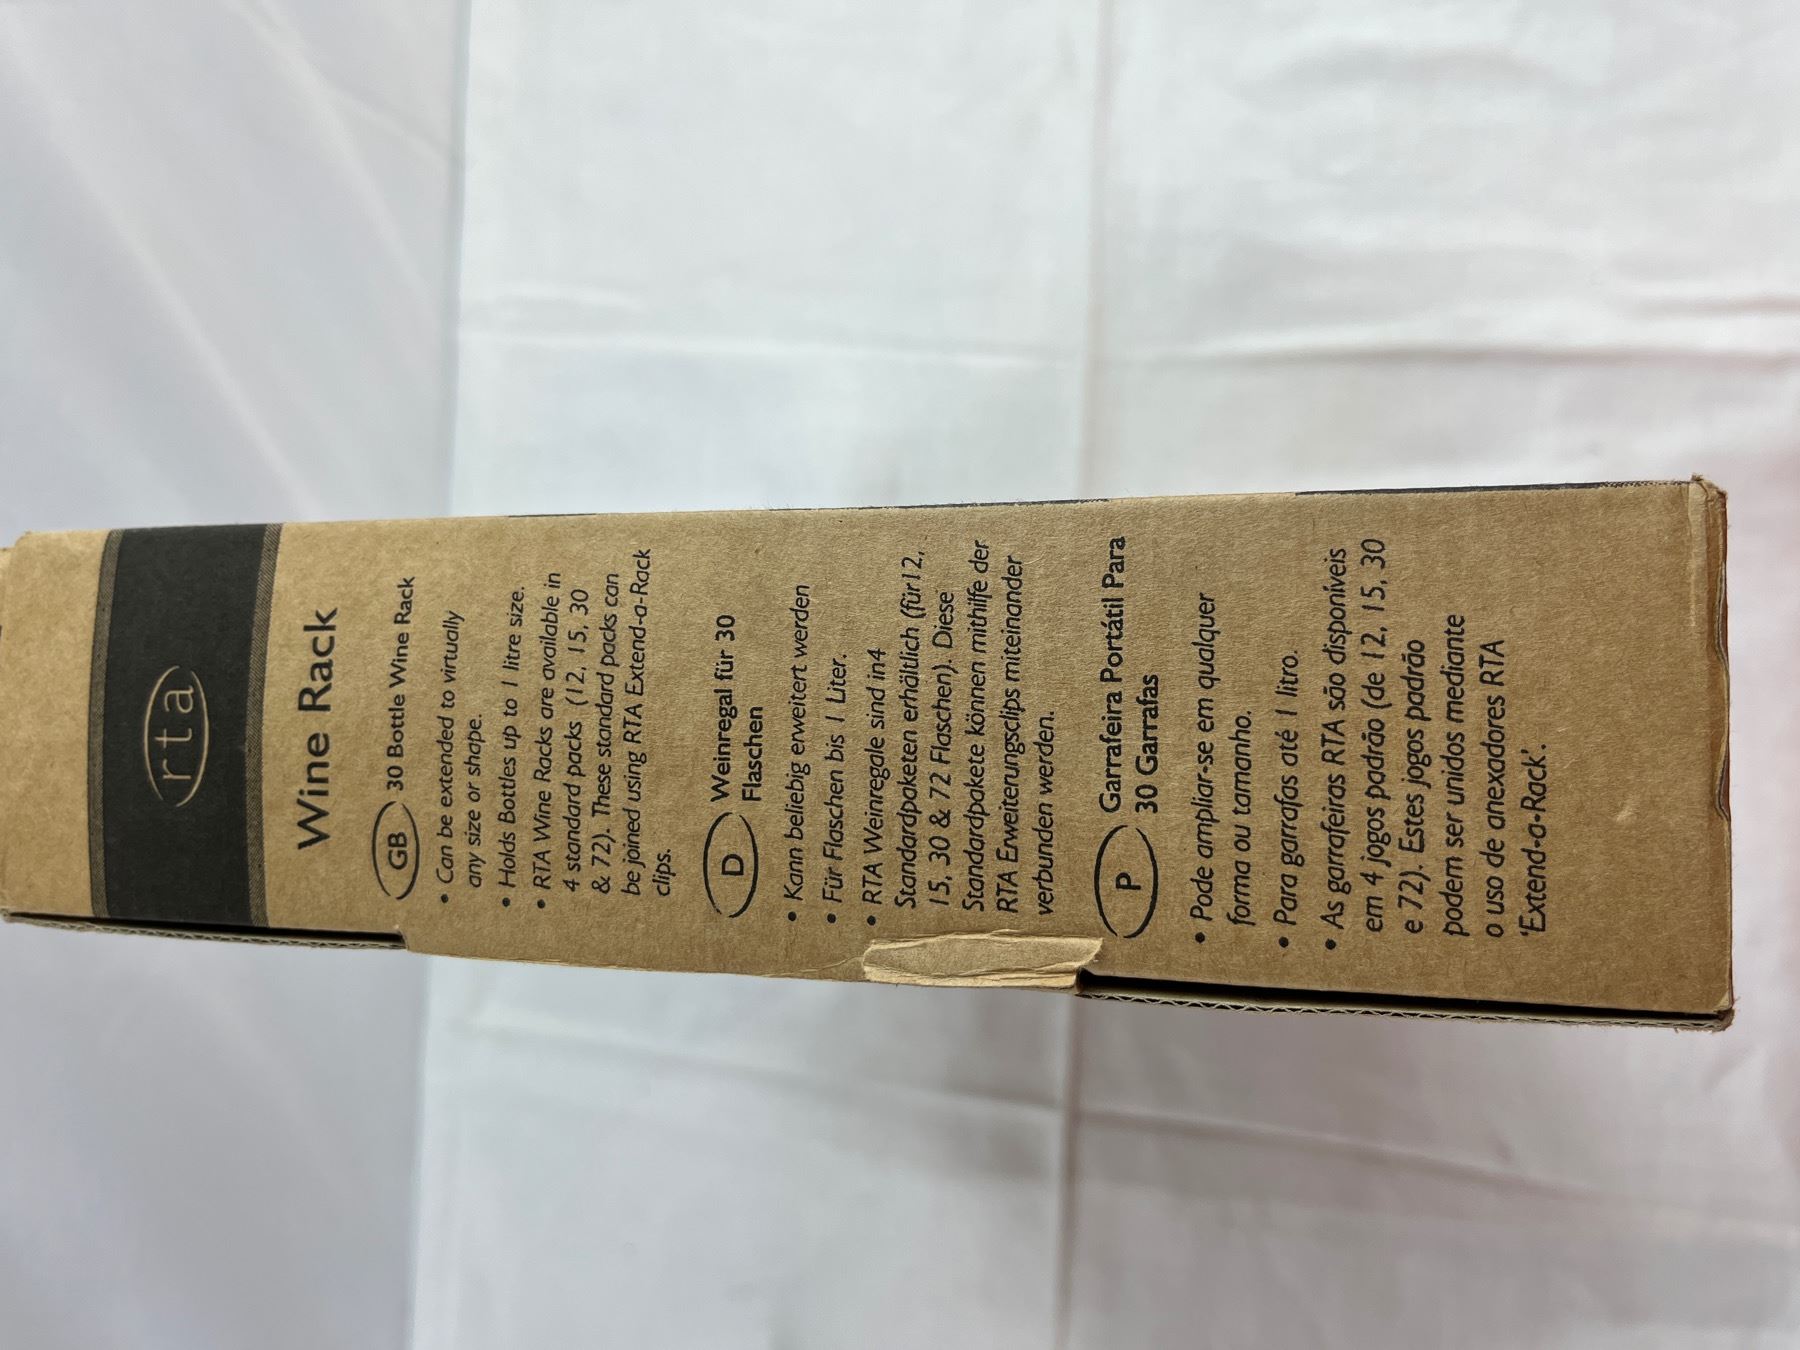 rta
Wine Rack
GB 30 Bottle Wine Rack
• Can be extended to virtually
any size or shape.
• Holds Bottles up to 1 litre size.
• RTA Wine Racks are available in
4 standard packs (12, 15, 30
& 72). These standard packs can
be joined using RTA Extend-a-Rack
clips.
D Weinregal für 30
Flaschen
• Kann beliebig erweitert werden
• Für Flaschen bis 1 Liter.
• RTA Weinregale sind in4
Standardpaketen erhältlich (für12,
15, 30 & 72 Flaschen). Diese
Standardpakete können mithilfe der
RTA Erweiterungsclips miteinander
verbunden werden.
P Garrafeira Portátil Para
30 Garrafas
• Pode ampliar-se em qualquer
forma ou tamanho.
• Para garrafas até 1 litro.
• As garrafeiras RTA são disponíveis
em 4 jogos padrão (de 12, 15, 30
e 72). Estes jogos padrão
podem ser unidos mediante
o uso de anexadores RTA
'Extend-a-Rack'.